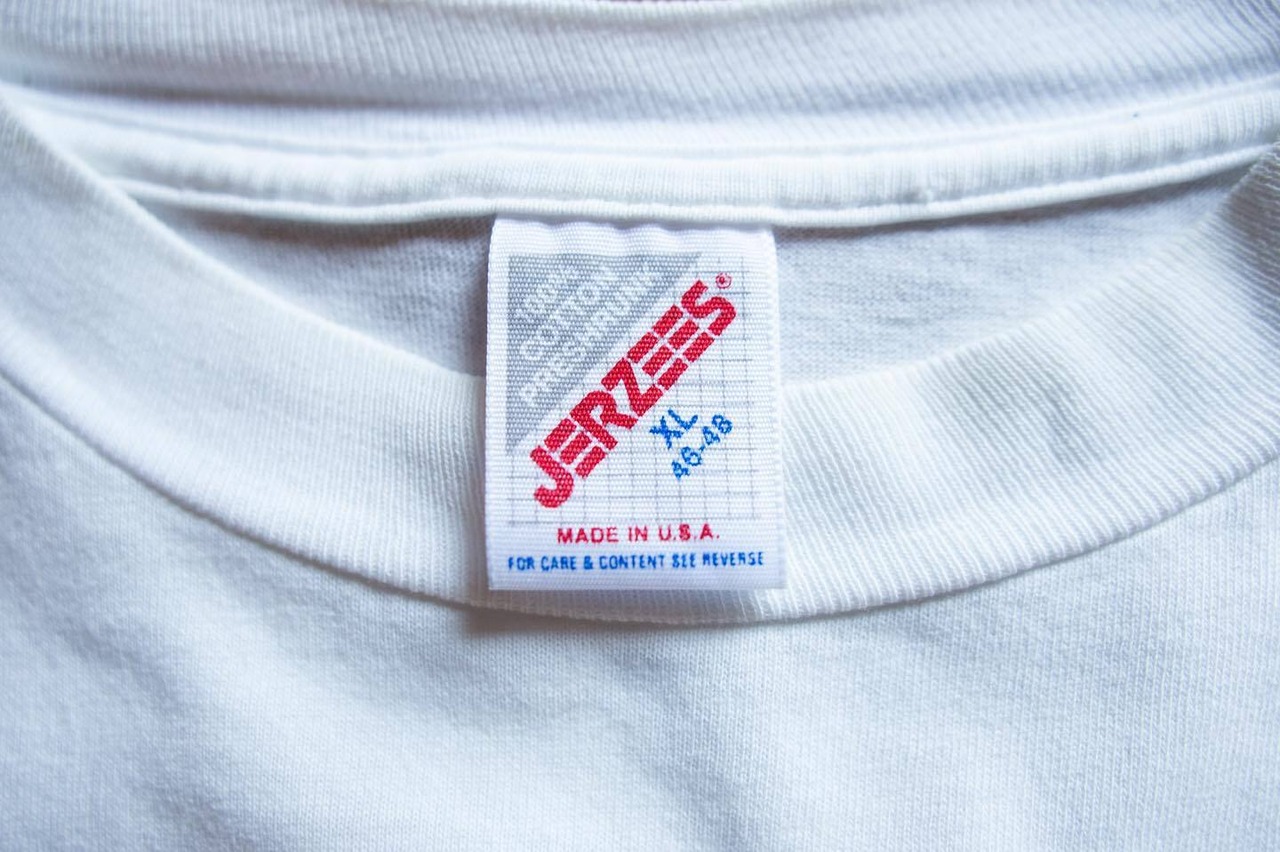 100%
COTTON
PRESHRUNK
JERZEES®
XL
46-48
MADE IN U.S.A.
FOR CARE & CONTENT SEE REVERSE